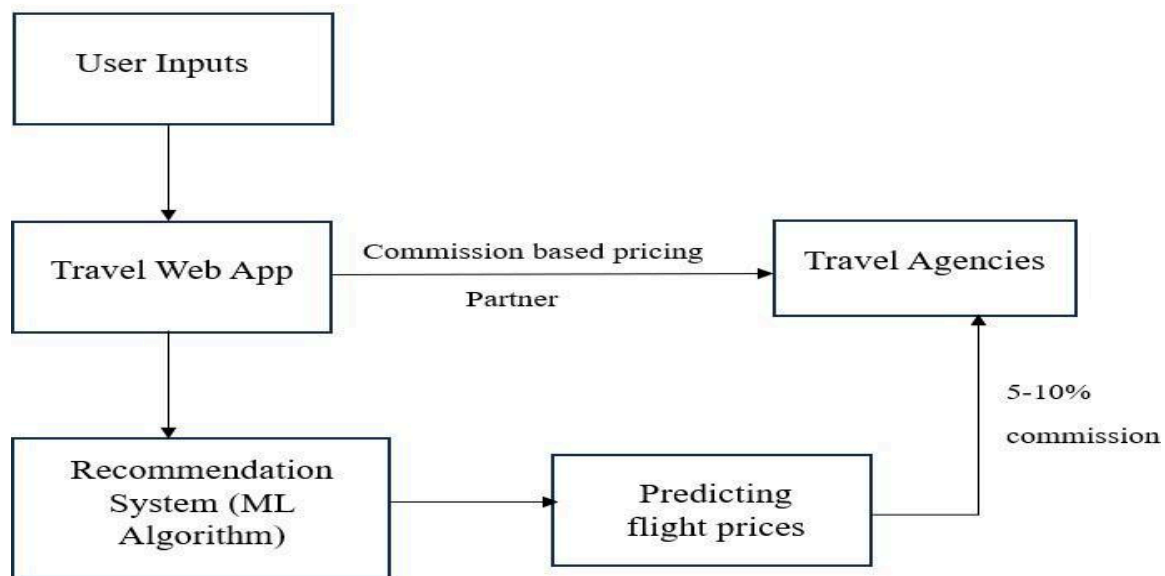 User Inputs
Travel Web App
Commission based pricing
Partner
Travel Agencies
5-10%
commission
Recommendation
System (ML
Algorithm)
Predicting
flight prices